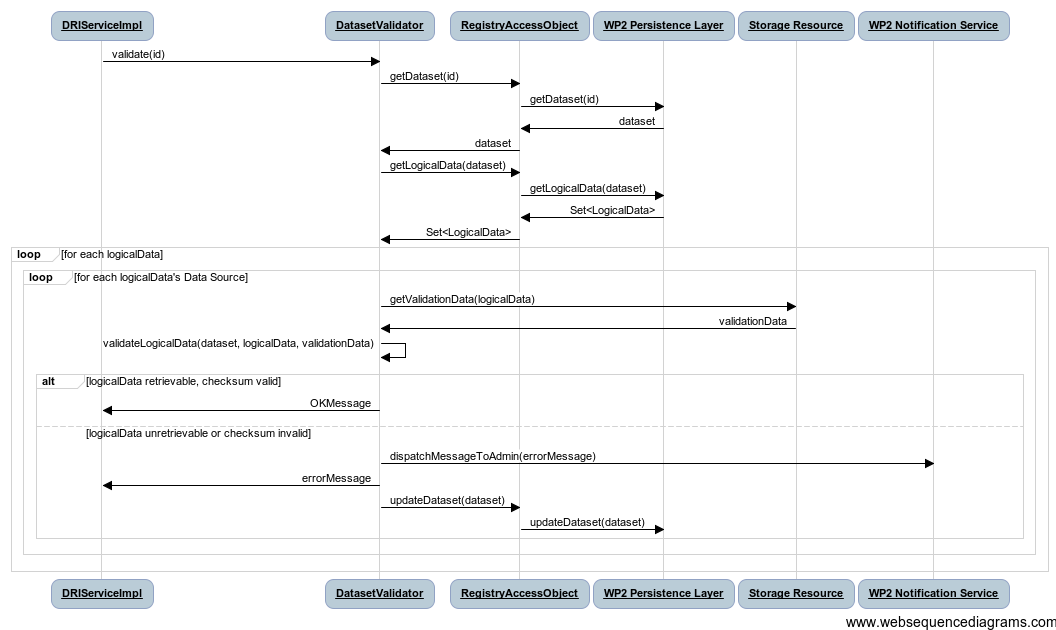 DRIServiceImpl DatasetValidator RegistryAccessObject WP2 Persistence Layer Storage Resource WP2 Notification Service
validate(id)
getDataset(id)
getDataset(id)
dataset
dataset
getLogicalData(dataset)
getLogicalData(dataset)
Set<LogicalData>
Set<LogicalData>
loop [for each logicalData]
loop [for each logicalData's Data Source]
getValidationData(logicalData)
validationData
validateLogicalData(dataset, logicalData, validationData)
alt [logicalData retrievable, checksum valid]
OKMessage
[logicalData unretrievable or checksum invalid]
dispatchMessageToAdmin(errorMessage)
errorMessage
updateDataset(dataset)
updateDataset(dataset)
DRIServiceImpl DatasetValidator RegistryAccessObject WP2 Persistence Layer Storage Resource WP2 Notification Service
www.websequencediagrams.com